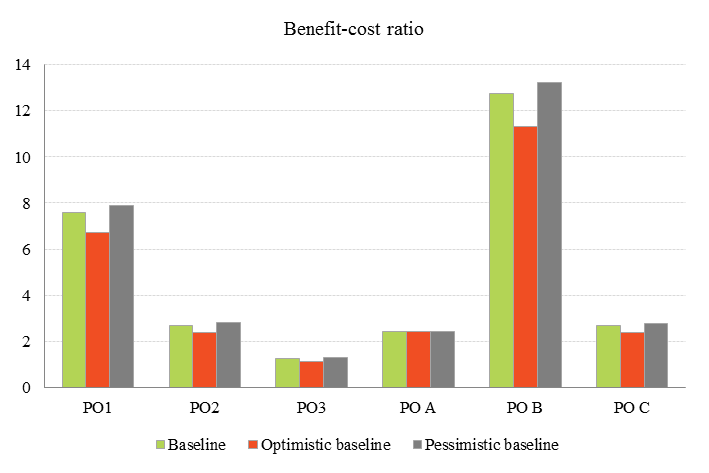 Benefit-cost ratio
14
12
10
8
6
4
2
0
PO1 PO2 PO3 PO A PO B PO C
Baseline Optimistic baseline Pessimistic baseline